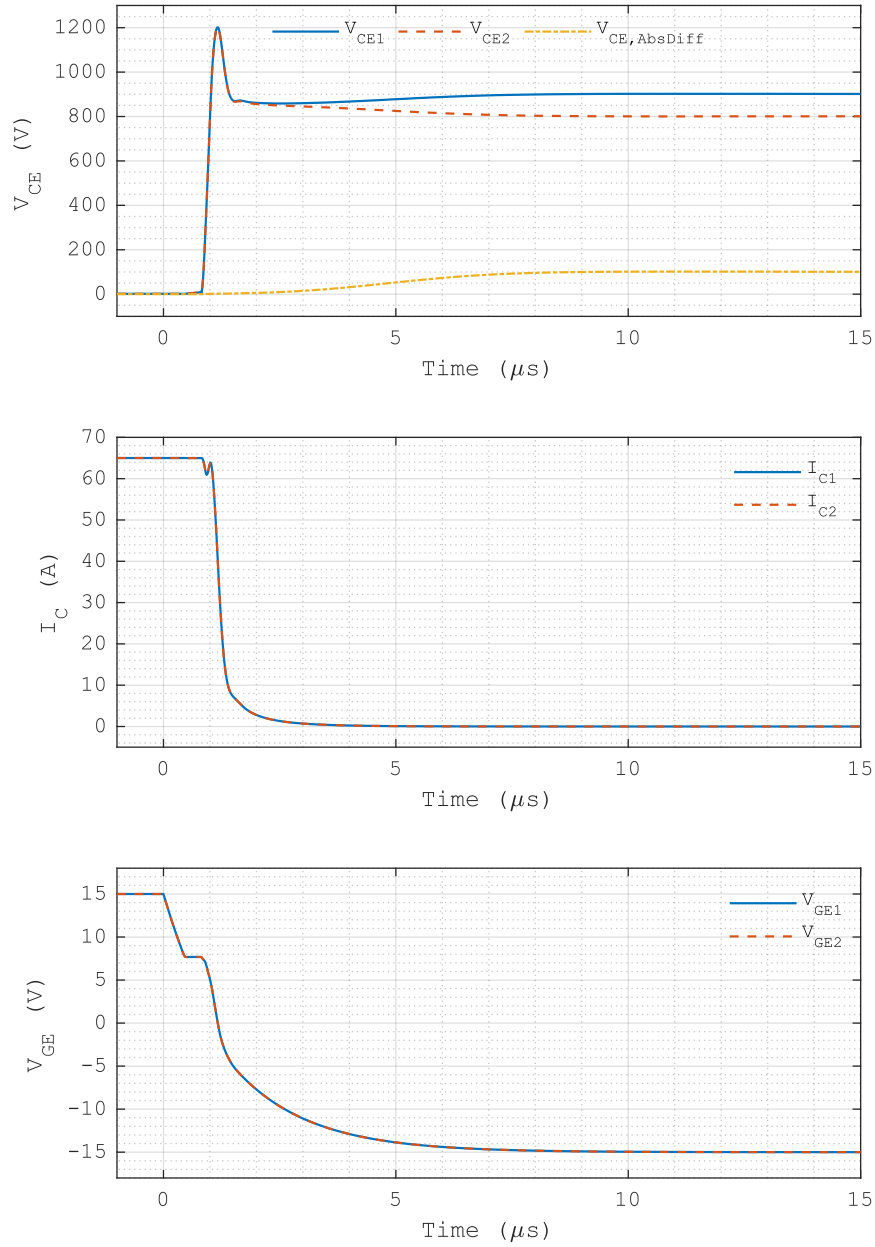 V_CE1 V_CE2 V_CE,AbsDiff
1200
1000
800
600
400
200
0
V_CE (V)
0 5 10 15
Time (μs)
I_C1
I_C2
70
60
50
40
30
20
10
0
I_C (A)
0 5 10 15
Time (μs)
V_GE1
V_GE2
15
10
5
0
-5
-10
-15
V_GE (V)
0 5 10 15
Time (μs)